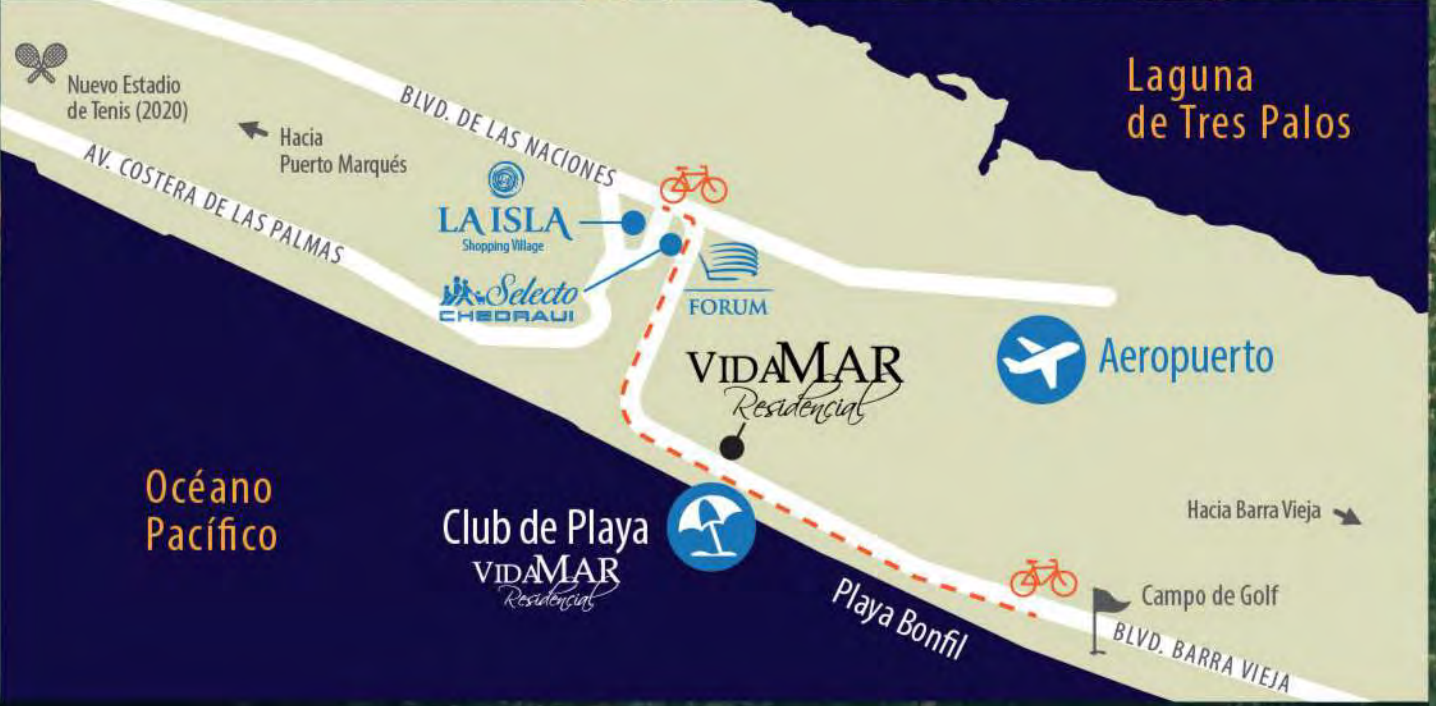 Laguna
de Tres Palos
Nuevo Estadio
de Tenis (2020)
BLVD. DE LAS NACIONES
Hacia
Puerto Marqués
AV. COSTERA DE LAS PALMAS
LA ISLA
Shopping Village
Selecto
CHEDRAUI
FORUM
VIDAMAR
Residencial
Aeropuerto
Océano
Pacífico
Club de Playa
VIDAMAR
Residencial
Hacia Barra Vieja
Playa Bonfil
Campo de Golf
BLVD. BARRA VIEJA